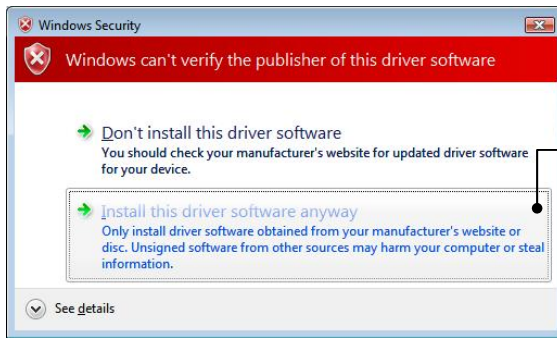 Windows Security
Windows can't verify the publisher of this driver software
Don't install this driver software
You should check your manufacturer's website for updated driver software
for your device.
Install this driver software anyway
Only install driver software obtained from your manufacturer's website or
disc. Unsigned software from other sources may harm your computer or steal
information.
See details